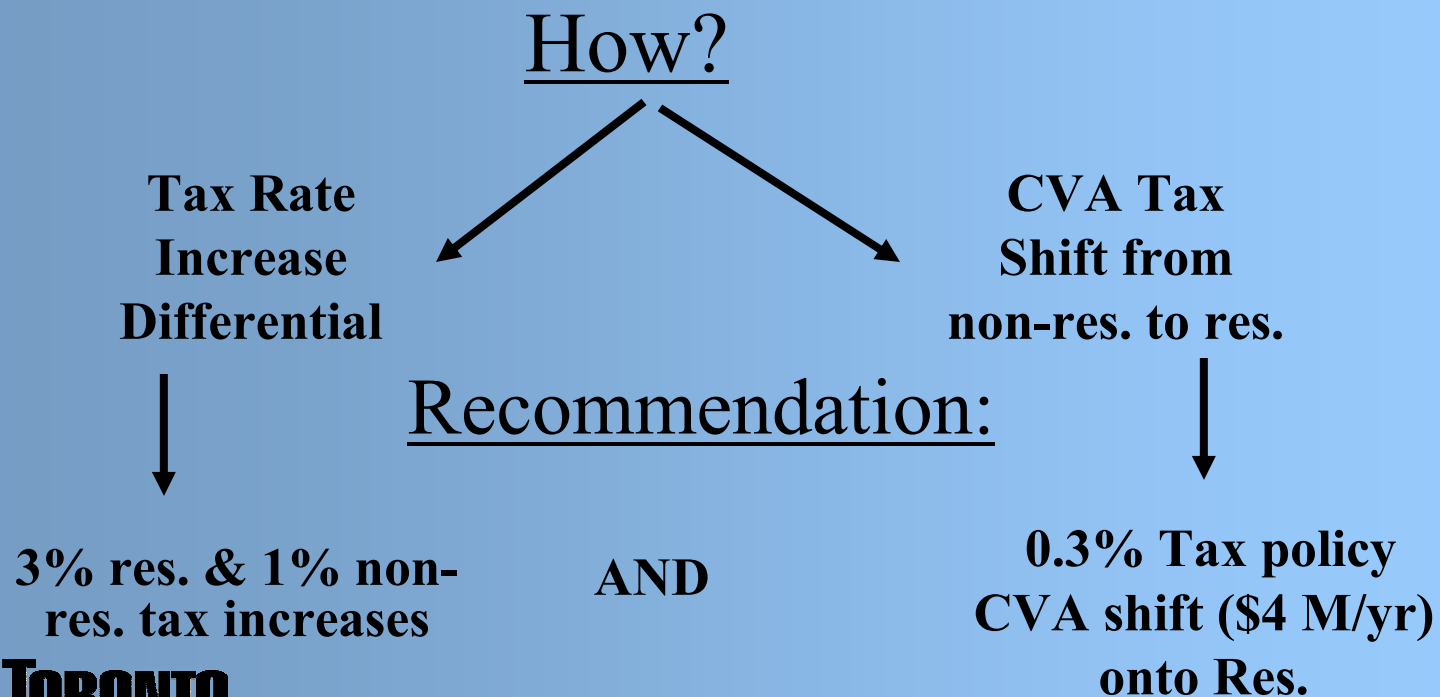 How?
Tax Rate
Increase
Differential
CVA Tax
Shift from
non-res. to res.
Recommendation:
3% res. & 1% non-
res. tax increases
AND
0.3% Tax policy
CVA shift ($4 M/yr)
onto Res.
TORONTO